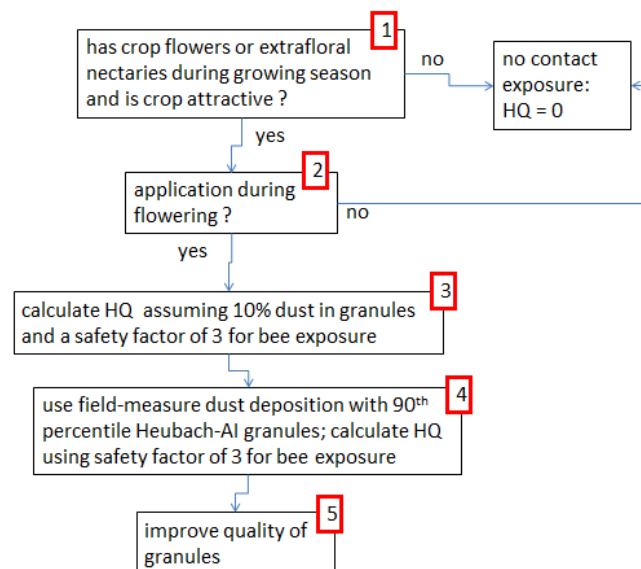 1
has crop flowers or extrafloral
nectaries during growing season
and is crop attractive ?
no
no contact
exposure:
HQ = 0
yes
2
application during
flowering ?
no
yes
3
calculate HQ assuming 10% dust in granules
and a safety factor of 3 for bee exposure
4
use field-measure dust deposition with 90th
percentile Heubach-AI granules; calculate HQ
using safety factor of 3 for bee exposure
5
improve quality of
granules